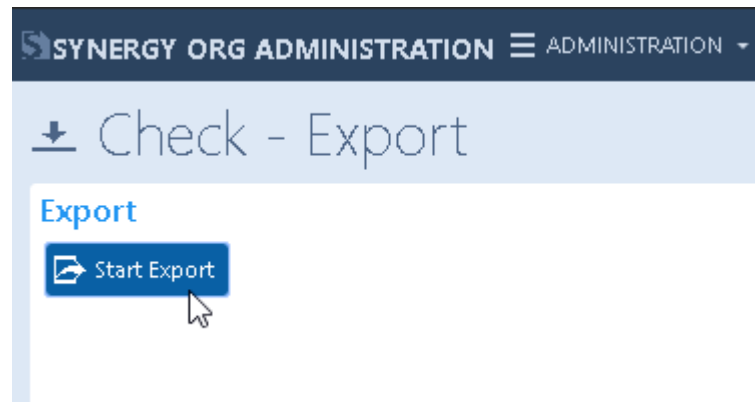 SYNERGY ORG ADMINISTRATION ADMINISTRATION
Check - Export
Export
Start Export